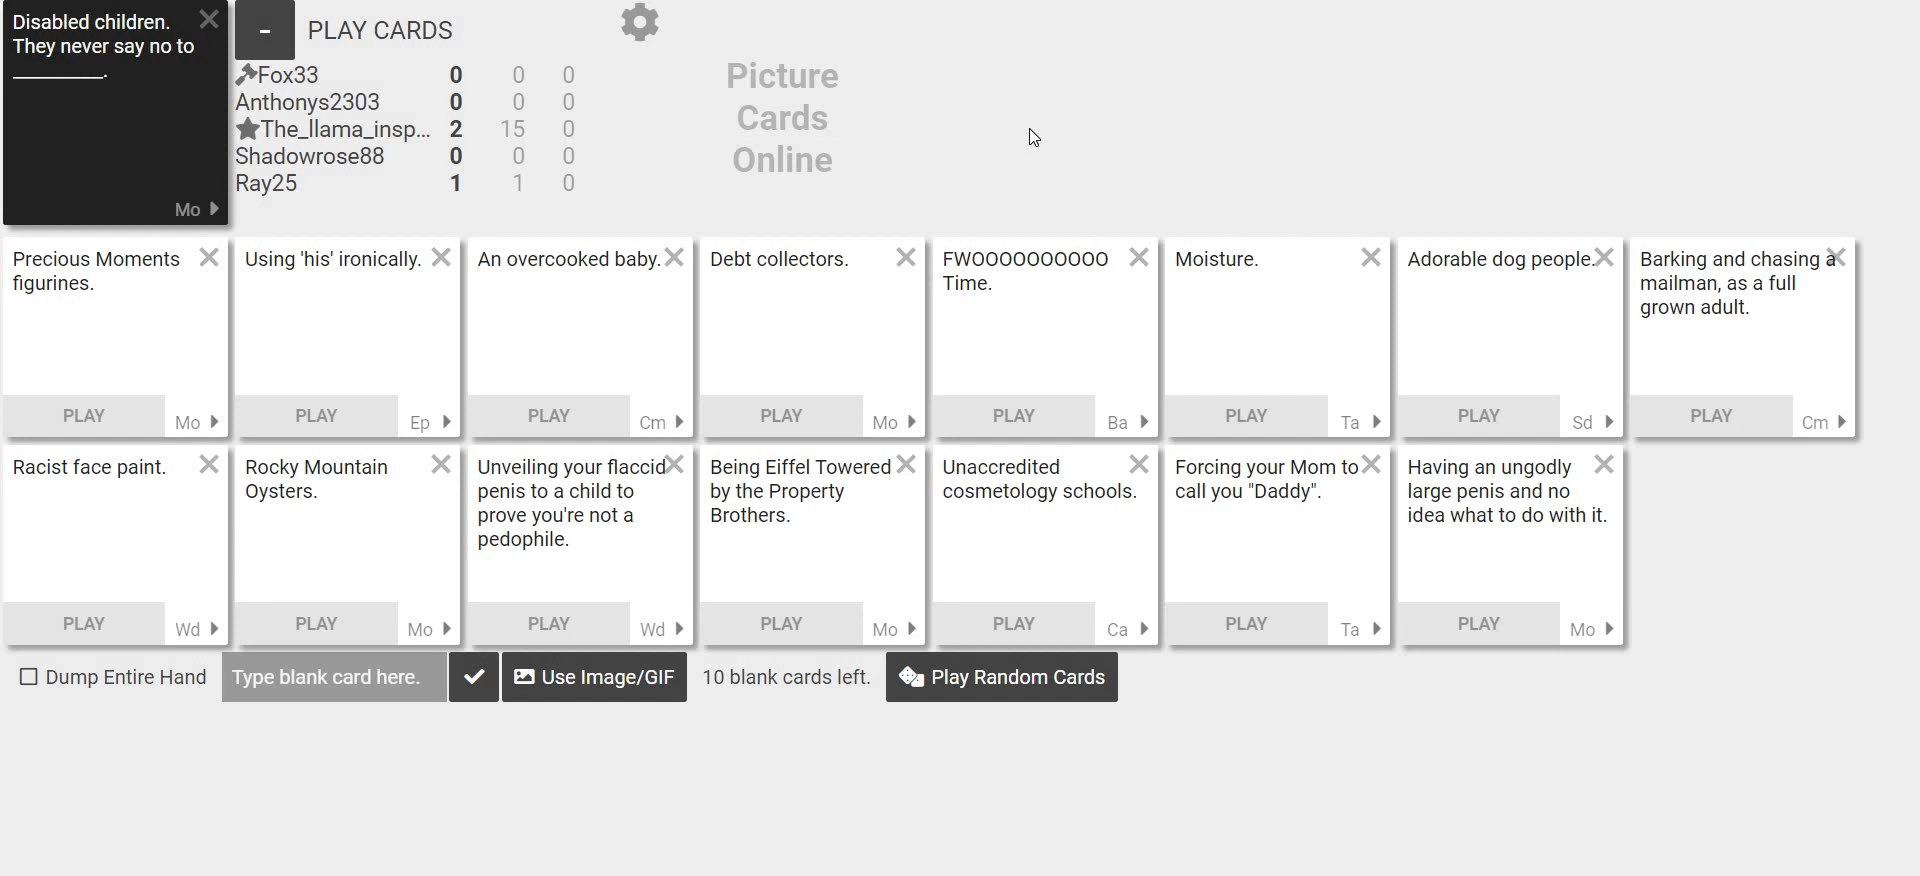 Disabled children.
They never say no to
________.
Mo
-
PLAY CARDS
Fox33 0 0 0
Anthonys2303 0 0 0
The_llama_insp... 2 15 0
Shadowrose88 0 0 0
Ray25 1 1 0
Picture
Cards
Online
Precious Moments
figurines.
PLAY
Mo
Using 'his' ironically.
PLAY
Ep
An overcooked baby.
PLAY
Cm
Debt collectors.
PLAY
Mo
FWOOOOOOOOOO
Time.
PLAY
Ba
Moisture.
PLAY
Ta
Adorable dog people.
PLAY
Sd
Barking and chasing a
mailman, as a full
grown adult.
PLAY
Cm
Racist face paint.
PLAY
Wd
Rocky Mountain
Oysters.
PLAY
Mo
Unveiling your flaccid
penis to a child to
prove you're not a
pedophile.
PLAY
Wd
Being Eiffel Towered
by the Property
Brothers.
PLAY
Mo
Unaccredited
cosmetology schools.
PLAY
Ca
Forcing your Mom to
call you "Daddy".
PLAY
Ta
Having an ungodly
large penis and no
idea what to do with it.
PLAY
Mo
Dump Entire Hand
Type blank card here.
Use Image/GIF
10 blank cards left.
Play Random Cards